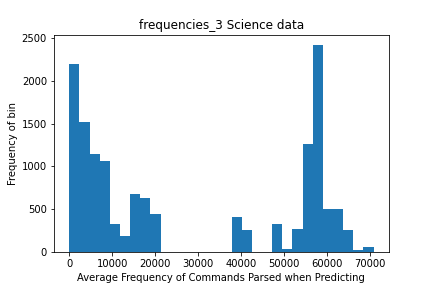 frequencies_3 Science data
2500
2000
1500
1000
500
0
Frequency of bin
0 10000 20000 30000 40000 50000 60000 70000
Average Frequency of Commands Parsed when Predicting